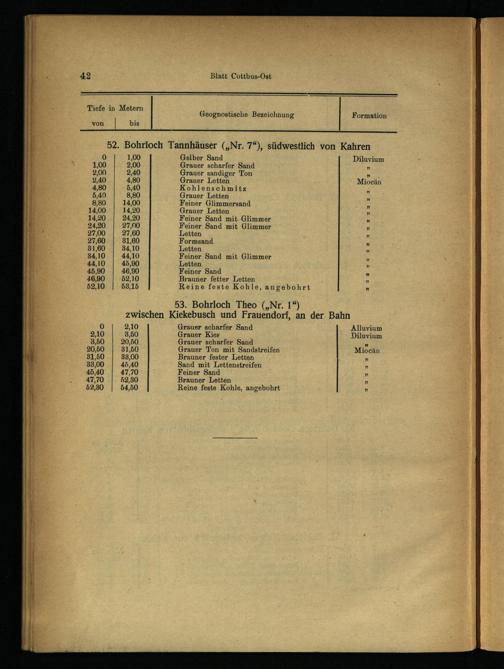 42
Blatt Cottbus-Ost
Tiefe in Metern
von bis
Geognostische Bezeichnung
Formation
52. Bohrloch Tannhäuser („Nr. 7“), südwestlich von Kahren
0 1,00 Gelber Sand Diluvium
1,00 2,00 Grauer scharfer Sand „
2,00 2,40 Grauer sandiger Ton „
2,40 4,80 Grauer Letten Miocän
4,80 5,40 Kohlenschmitz „
5,40 8,80 Grauer Letten „
8,80 14,00 Feiner Glimmersand „
14,00 14,20 Grauer Letten „
14,20 24,20 Feiner Sand mit Glimmer „
24,20 27,00 Feiner Sand mit Glimmer „
27,00 27,60 Letten „
27,60 31,60 Formsand „
31,60 34,10 Letten „
34,10 44,10 Feiner Sand mit Glimmer „
44,10 45,90 Letten „
45,90 46,90 Feiner Sand „
46,90 52,10 Brauner fetter Letten „
52,10 53,15 Reine feste Kohle, angebohrt „
53. Bohrloch Theo („Nr. 1“)
zwischen Kiekebusch und Frauendorf, an der Bahn
0 2,10 Grauer scharfer Sand Alluvium
2,10 3,50 Grauer Kies Diluvium
3,50 20,50 Grauer scharfer Sand „
20,50 31,50 Grauer Ton mit Sandstreifen Miocän
31,50 33,00 Brauner fester Letten „
33,00 45,40 Sand mit Lettenstreifen „
45,40 47,70 Feiner Sand „
47,70 52,30 Brauner Letten „
52,30 54,50 Reine feste Kohle, angebohrt „